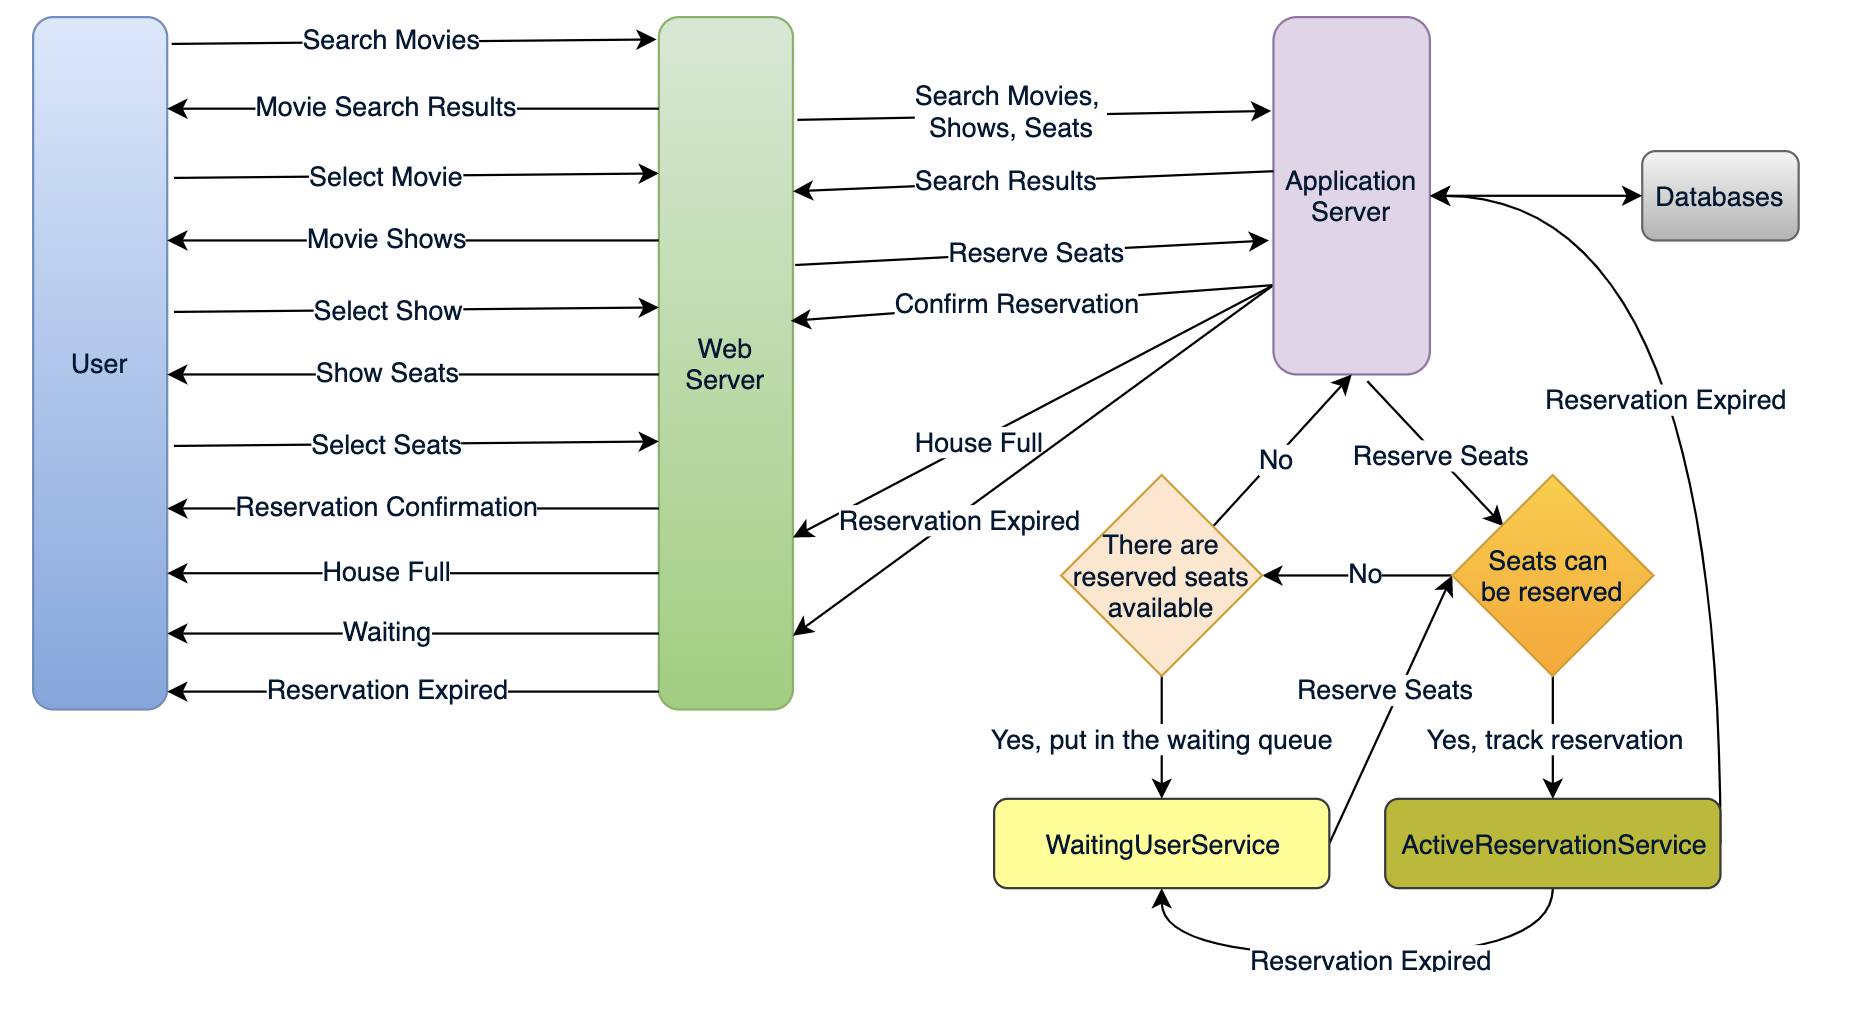 Search Movies
Movie Search Results
Select Movie
Movie Shows
Select Show
Show Seats
Select Seats
Reservation Confirmation
House Full
Waiting
Reservation Expired
User
Web
Server
Search Movies,
Shows, Seats
Search Results
Reserve Seats
Confirm Reservation
House Full
Reservation Expired
Application
Server
Databases
Reservation Expired
No
Reserve Seats
There are
reserved seats
available
No
Seats can
be reserved
Reserve Seats
Yes, put in the waiting queue
Yes, track reservation
WaitingUserService
ActiveReservationService
Reservation Expired